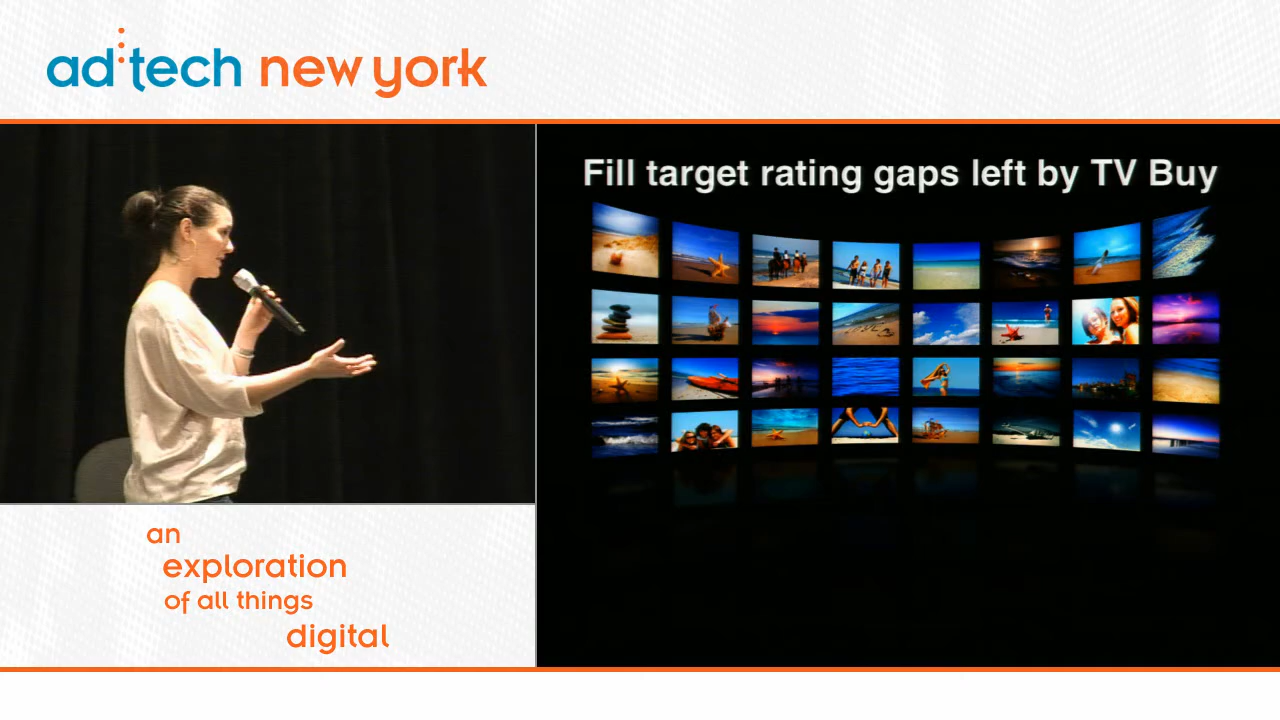 ad:tech new york
Fill target rating gaps left by TV Buy
an
exploration
of all things
digital